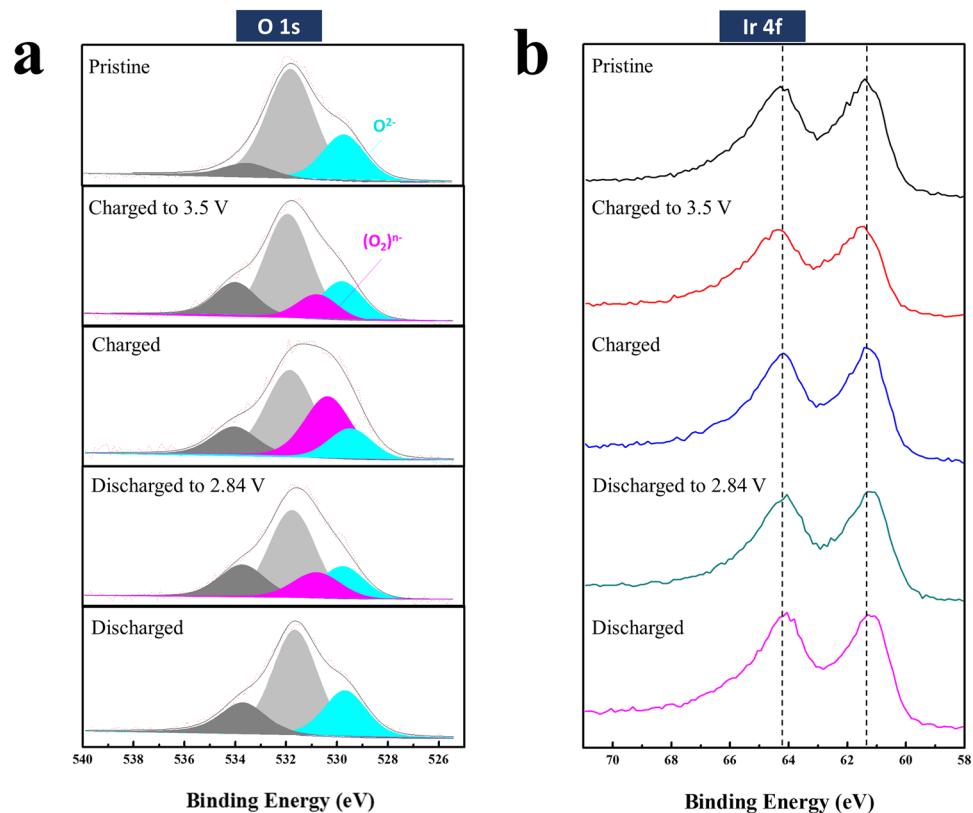 a
O 1s
Pristine
O²⁻
Charged to 3.5 V
(O₂)ⁿ⁻
Charged
Discharged to 2.84 V
Discharged
540 538 536 534 532 530 528 526
Binding Energy (eV)
b
Ir 4f
Pristine
Charged to 3.5 V
Charged
Discharged to 2.84 V
Discharged
70 68 66 64 62 60 58
Binding Energy (eV)